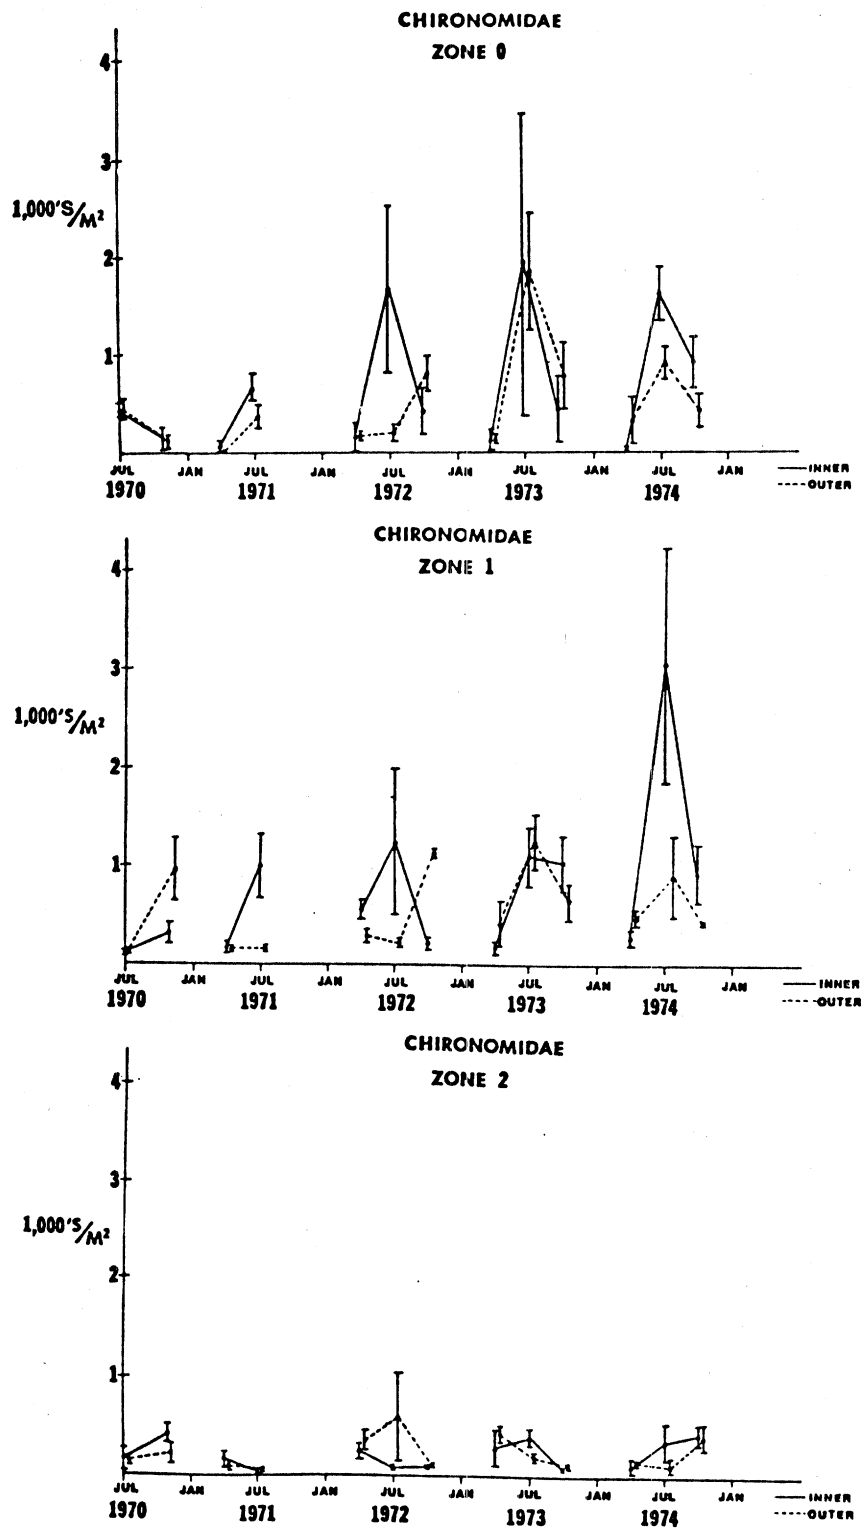 CHIRONOMIDAE
ZONE 0
4
3
1,000'S/M²
2
1
JUL JAN JUL JAN JUL JAN JUL JAN JUL JAN
1970 1971 1972 1973 1974
INNER
OUTER
CHIRONOMIDAE
ZONE 1
4
3
1,000'S/M²
2
1
JUL JAN JUL JAN JUL JAN JUL JAN JUL JAN
1970 1971 1972 1973 1974
INNER
OUTER
CHIRONOMIDAE
ZONE 2
4
3
1,000'S/M²
2
1
JUL JAN JUL JAN JUL JAN JUL JAN JUL JAN
1970 1971 1972 1973 1974
INNER
OUTER